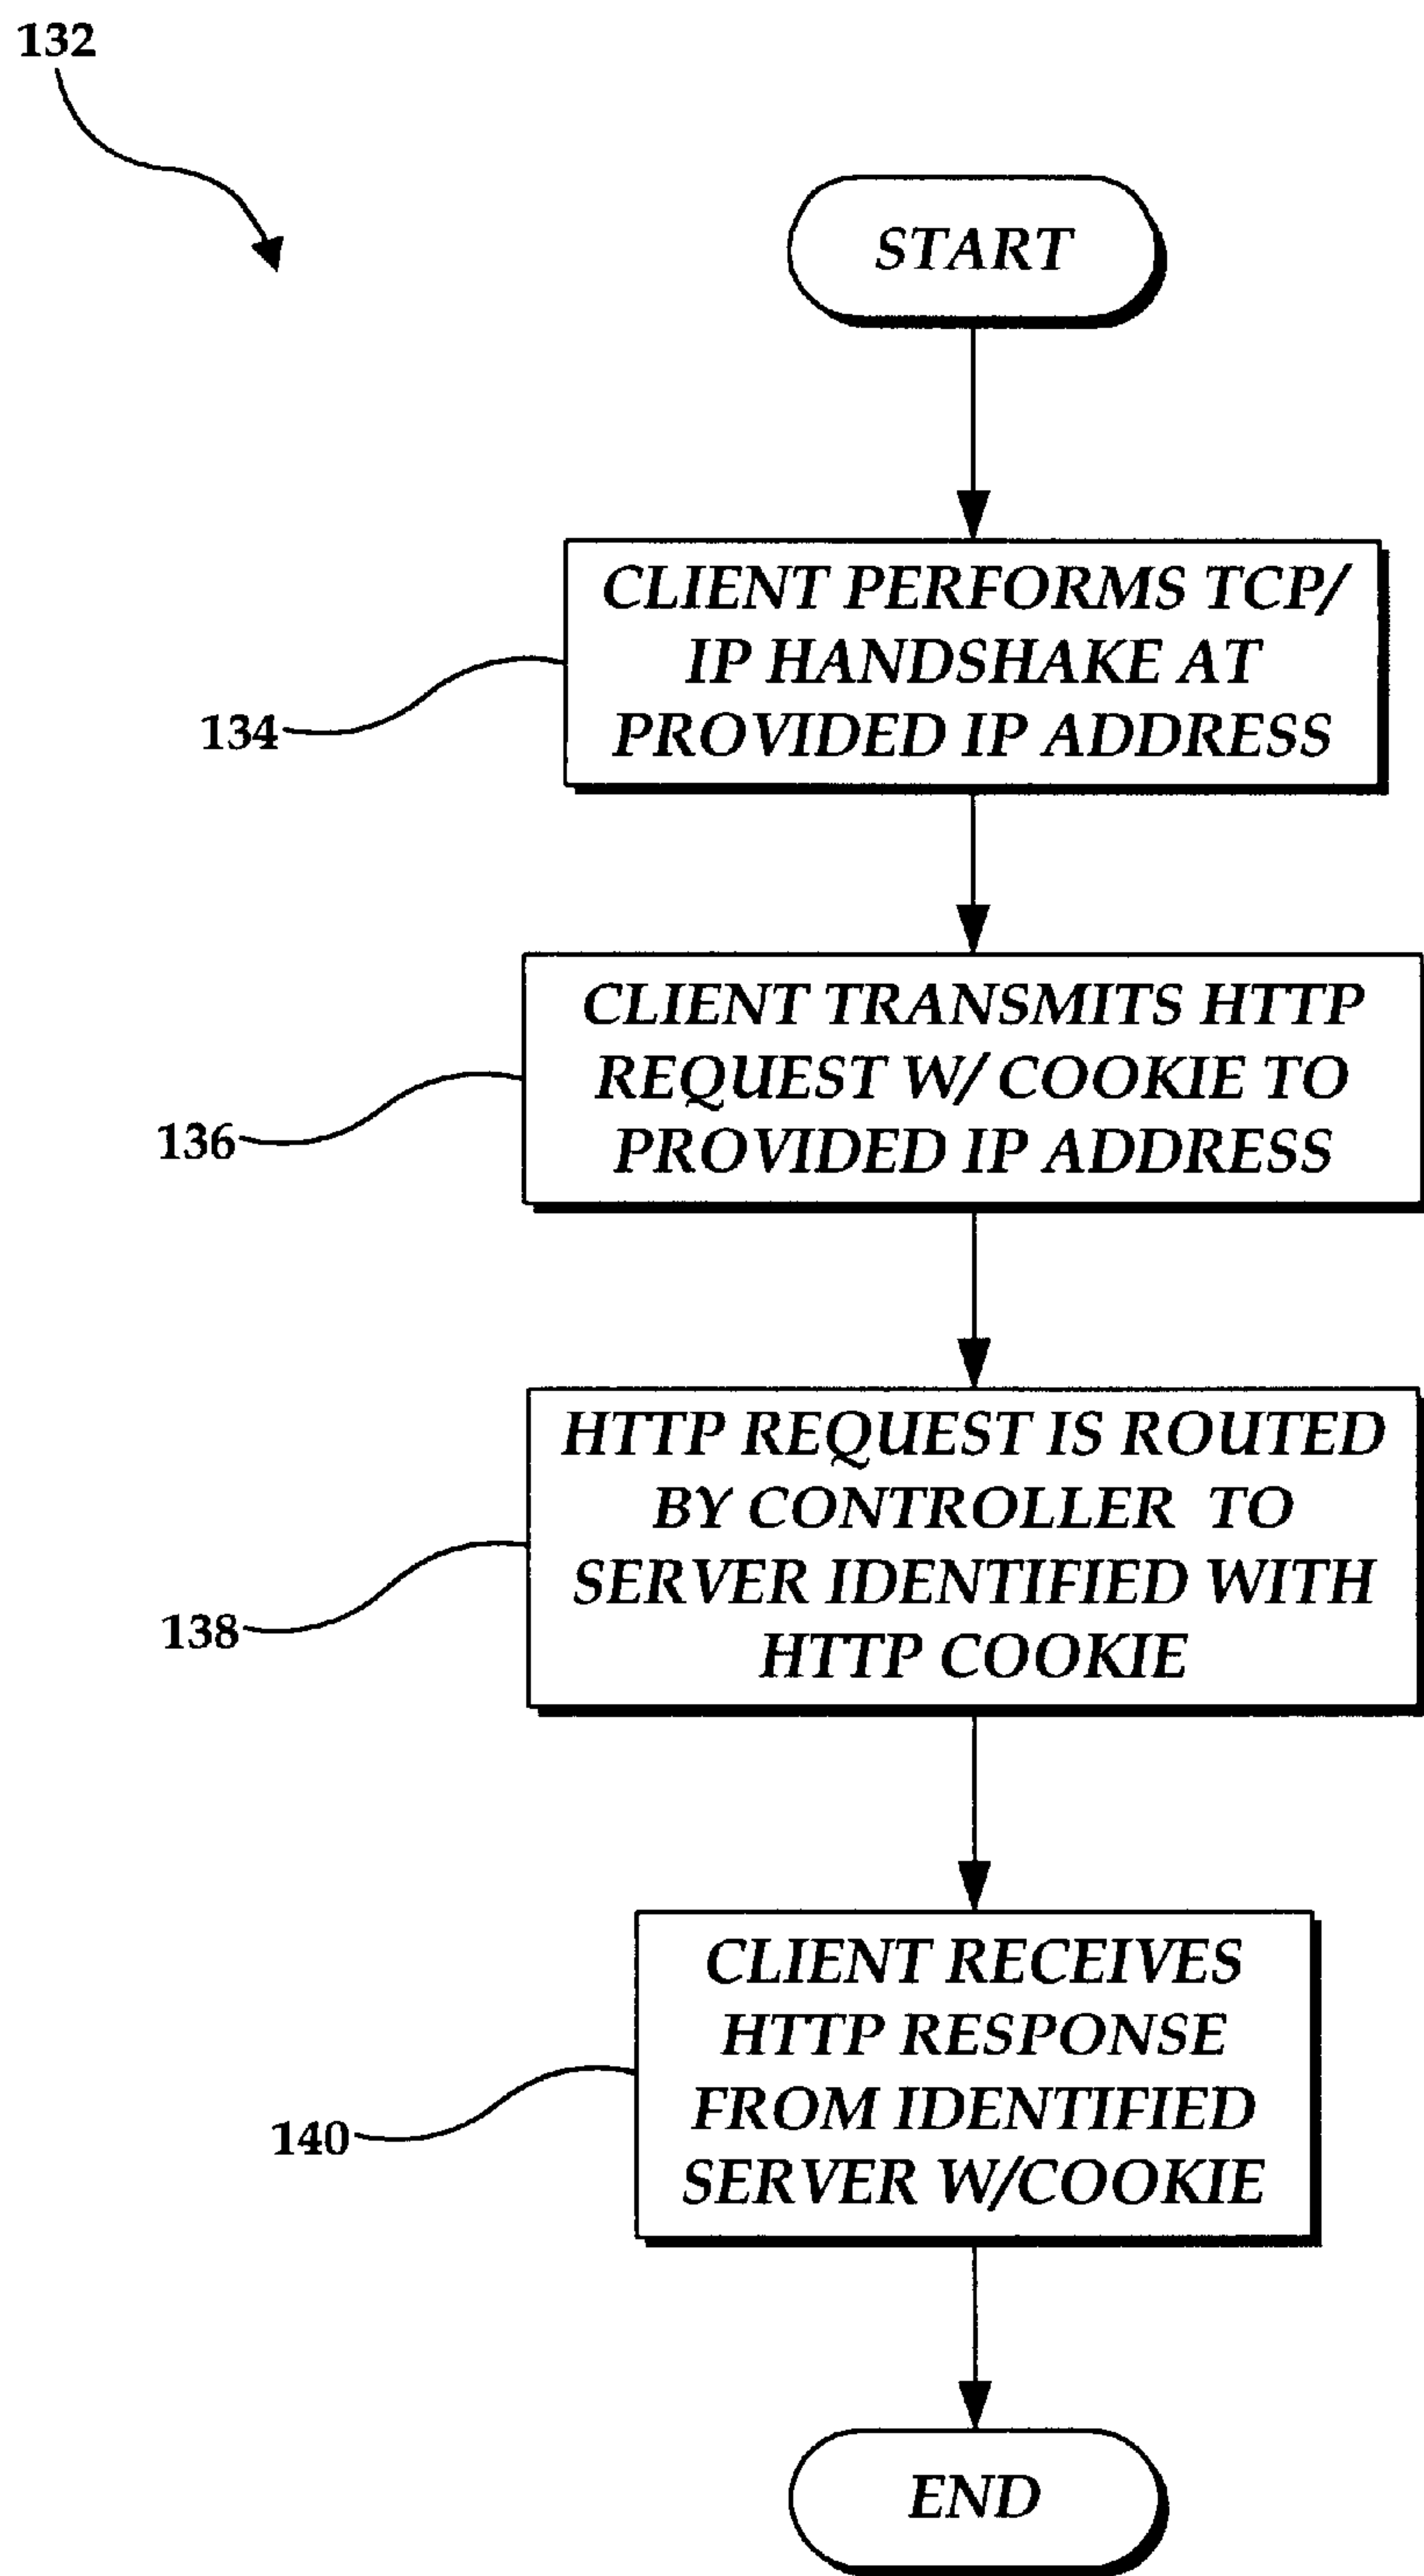 132
START
CLIENT PERFORMS TCP/
IP HANDSHAKE AT
PROVIDED IP ADDRESS
134
CLIENT TRANSMITS HTTP
REQUEST W/ COOKIE TO
PROVIDED IP ADDRESS
136
HTTP REQUEST IS ROUTED
BY CONTROLLER TO
SERVER IDENTIFIED WITH
HTTP COOKIE
138
CLIENT RECEIVES
HTTP RESPONSE
FROM IDENTIFIED
SERVER W/COOKIE
140
END